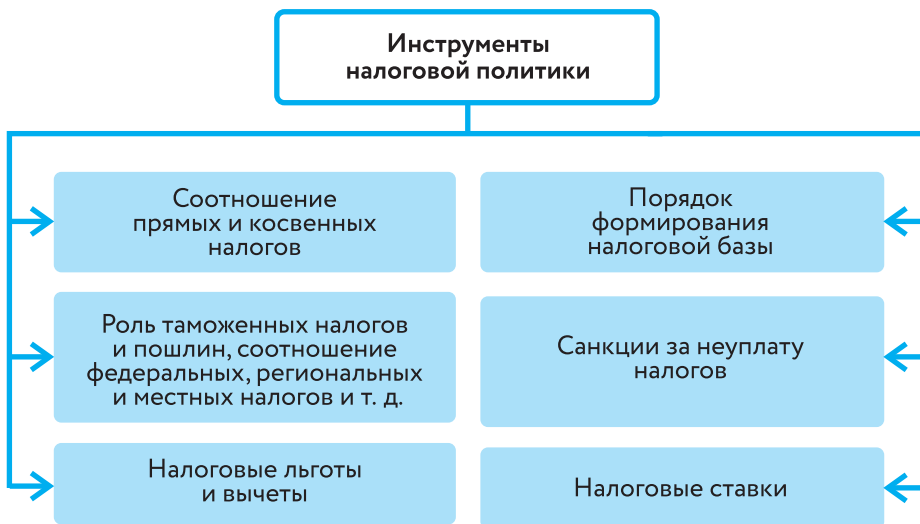 Инструменты
налоговой политики
Соотношение
прямых и косвенных
налогов
Порядок
формирования
налоговой базы
Роль таможенных налогов
и пошлин, соотношение
федеральных, региональных
и местных налогов и т. д.
Санкции за неуплату
налогов
Налоговые льготы
и вычеты
Налоговые ставки